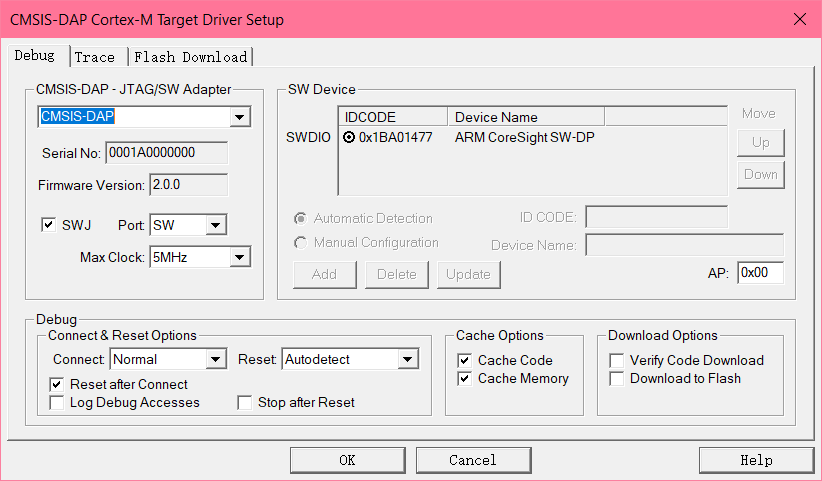 CMSIS-DAP Cortex-M Target Driver Setup
Debug Trace Flash Download
CMSIS-DAP - JTAG/SW Adapter
CMSIS-DAP
Serial No: 0001A0000000
Firmware Version: 2.0.0
SWJ Port: SW
Max Clock: 5MHz
SW Device
IDCODE Device Name Move
SWDIO 0x1BA01477 ARM CoreSight SW-DP Up
Down
Automatic Detection ID CODE:
Manual Configuration Device Name:
Add Delete Update AP: 0x00
Debug
Connect & Reset Options
Connect: Normal Reset: Autodetect
Reset after Connect
Log Debug Accesses Stop after Reset
Cache Options
Cache Code
Cache Memory
Download Options
Verify Code Download
Download to Flash
OK Cancel Help